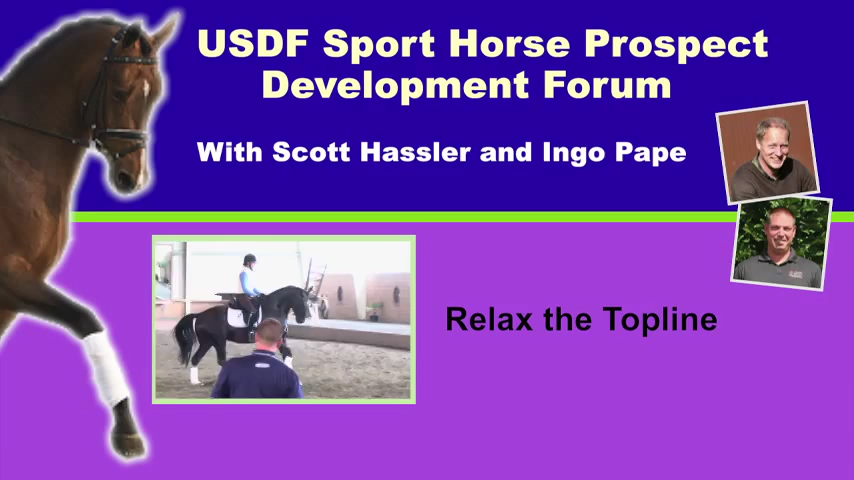 USDF Sport Horse Prospect
Development Forum
With Scott Hassler and Ingo Pape
Relax the Topline